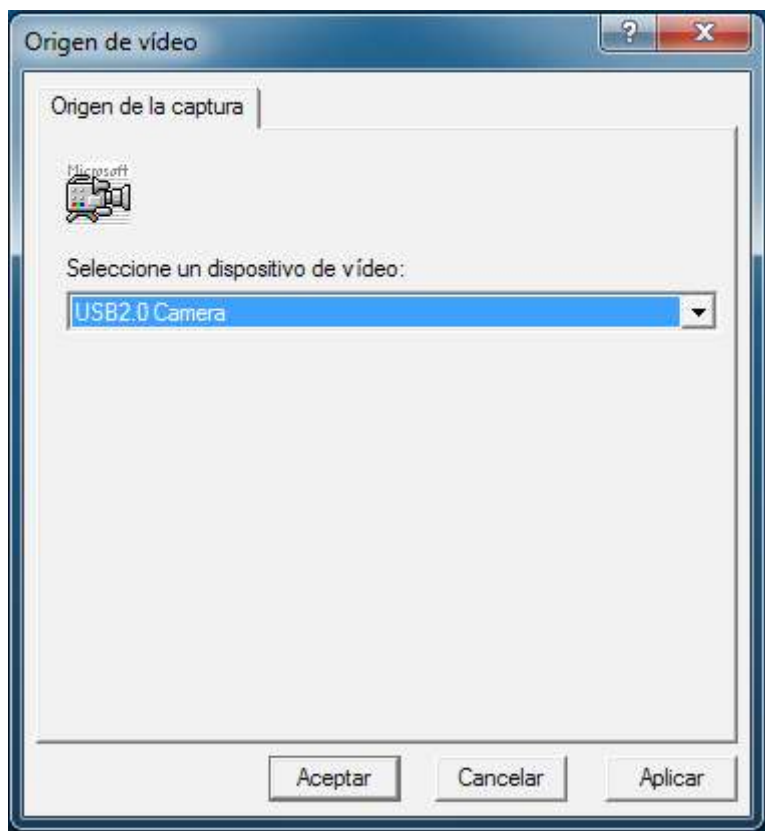 Origen de vídeo
Origen de la captura
Microsoft
Seleccione un dispositivo de vídeo:
USB2.0 Camera
Aceptar
Cancelar
Aplicar